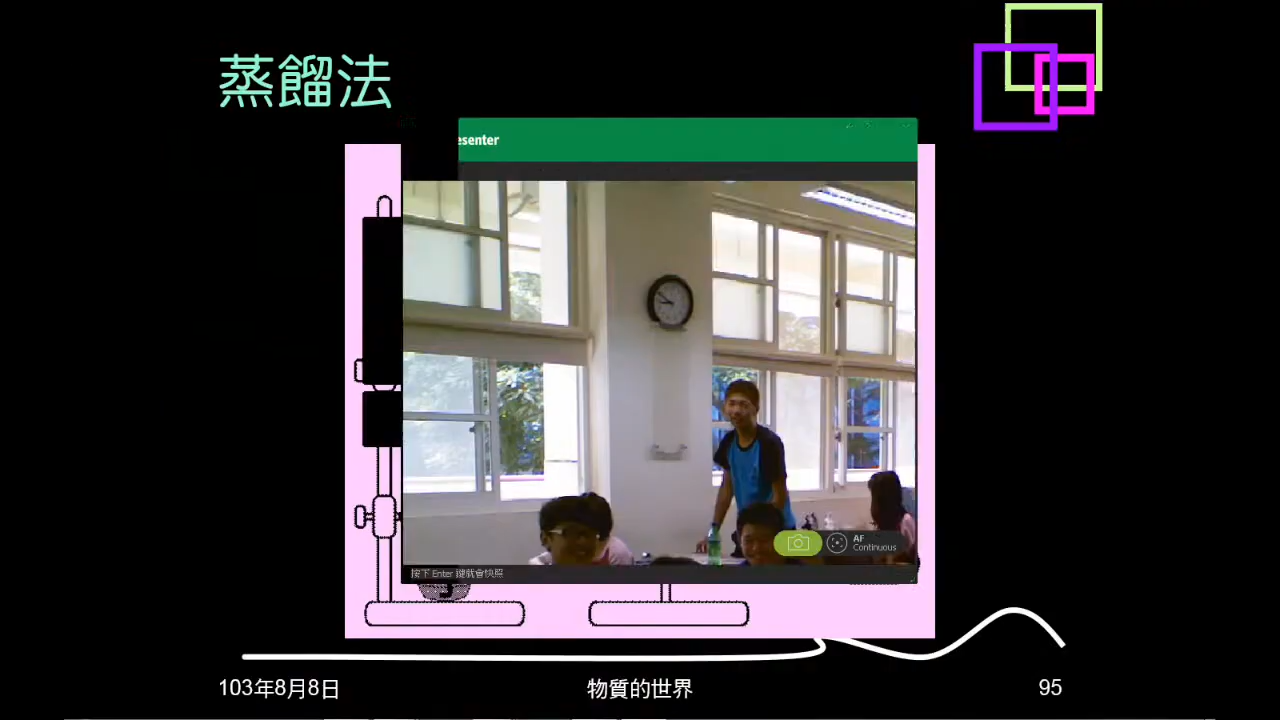 蒸餾法
esenter
AF
Continuous
按下 Enter 鍵就會快照
103年8月8日
物質的世界
95